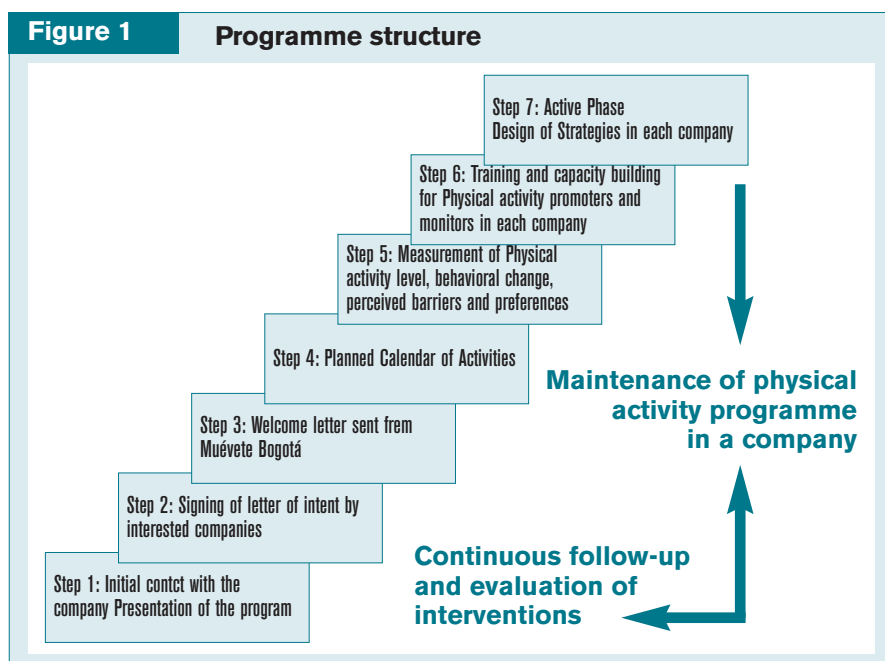 Figure 1
Programme structure
Step 7: Active Phase
Design of Strategies in each company
Step 6: Training and capacity building
for Physical activity promoters and
monitors in each company
Step 5: Measurement of Physical
activity level, behavioral change,
perceived barriers and preferences
Step 4: Planned Calendar of Activities
Step 3: Welcome letter sent frem
Muévete Bogotá
Step 2: Signing of letter of intent by
interested companies
Step 1: Initial contct with the
company Presentation of the program
Maintenance of physical
activity programme
in a company
Continuous follow-up
and evaluation of
interventions